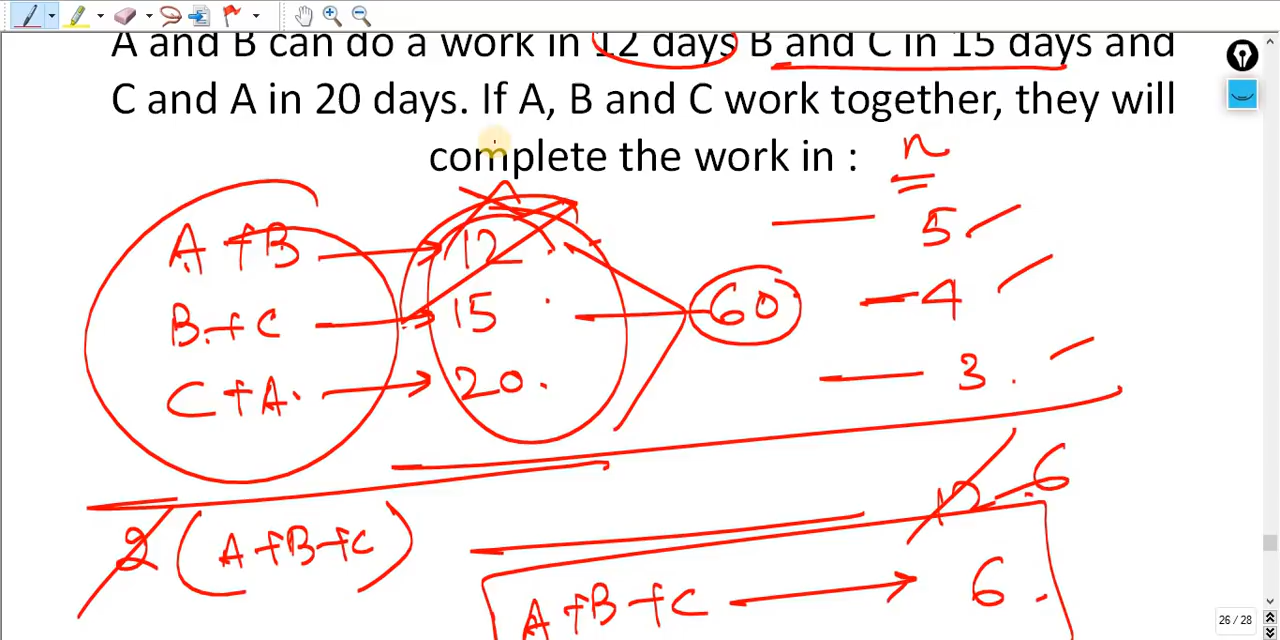 A and B can do a work in 12 days B and C in 15 days and
C and A in 20 days. If A, B and C work together, they will
complete the work in :
n
A + B 12 5
B + C 15 60 4
C + A 20 3
12 6
2 (A + B + C)
A + B + C 6
26 / 28